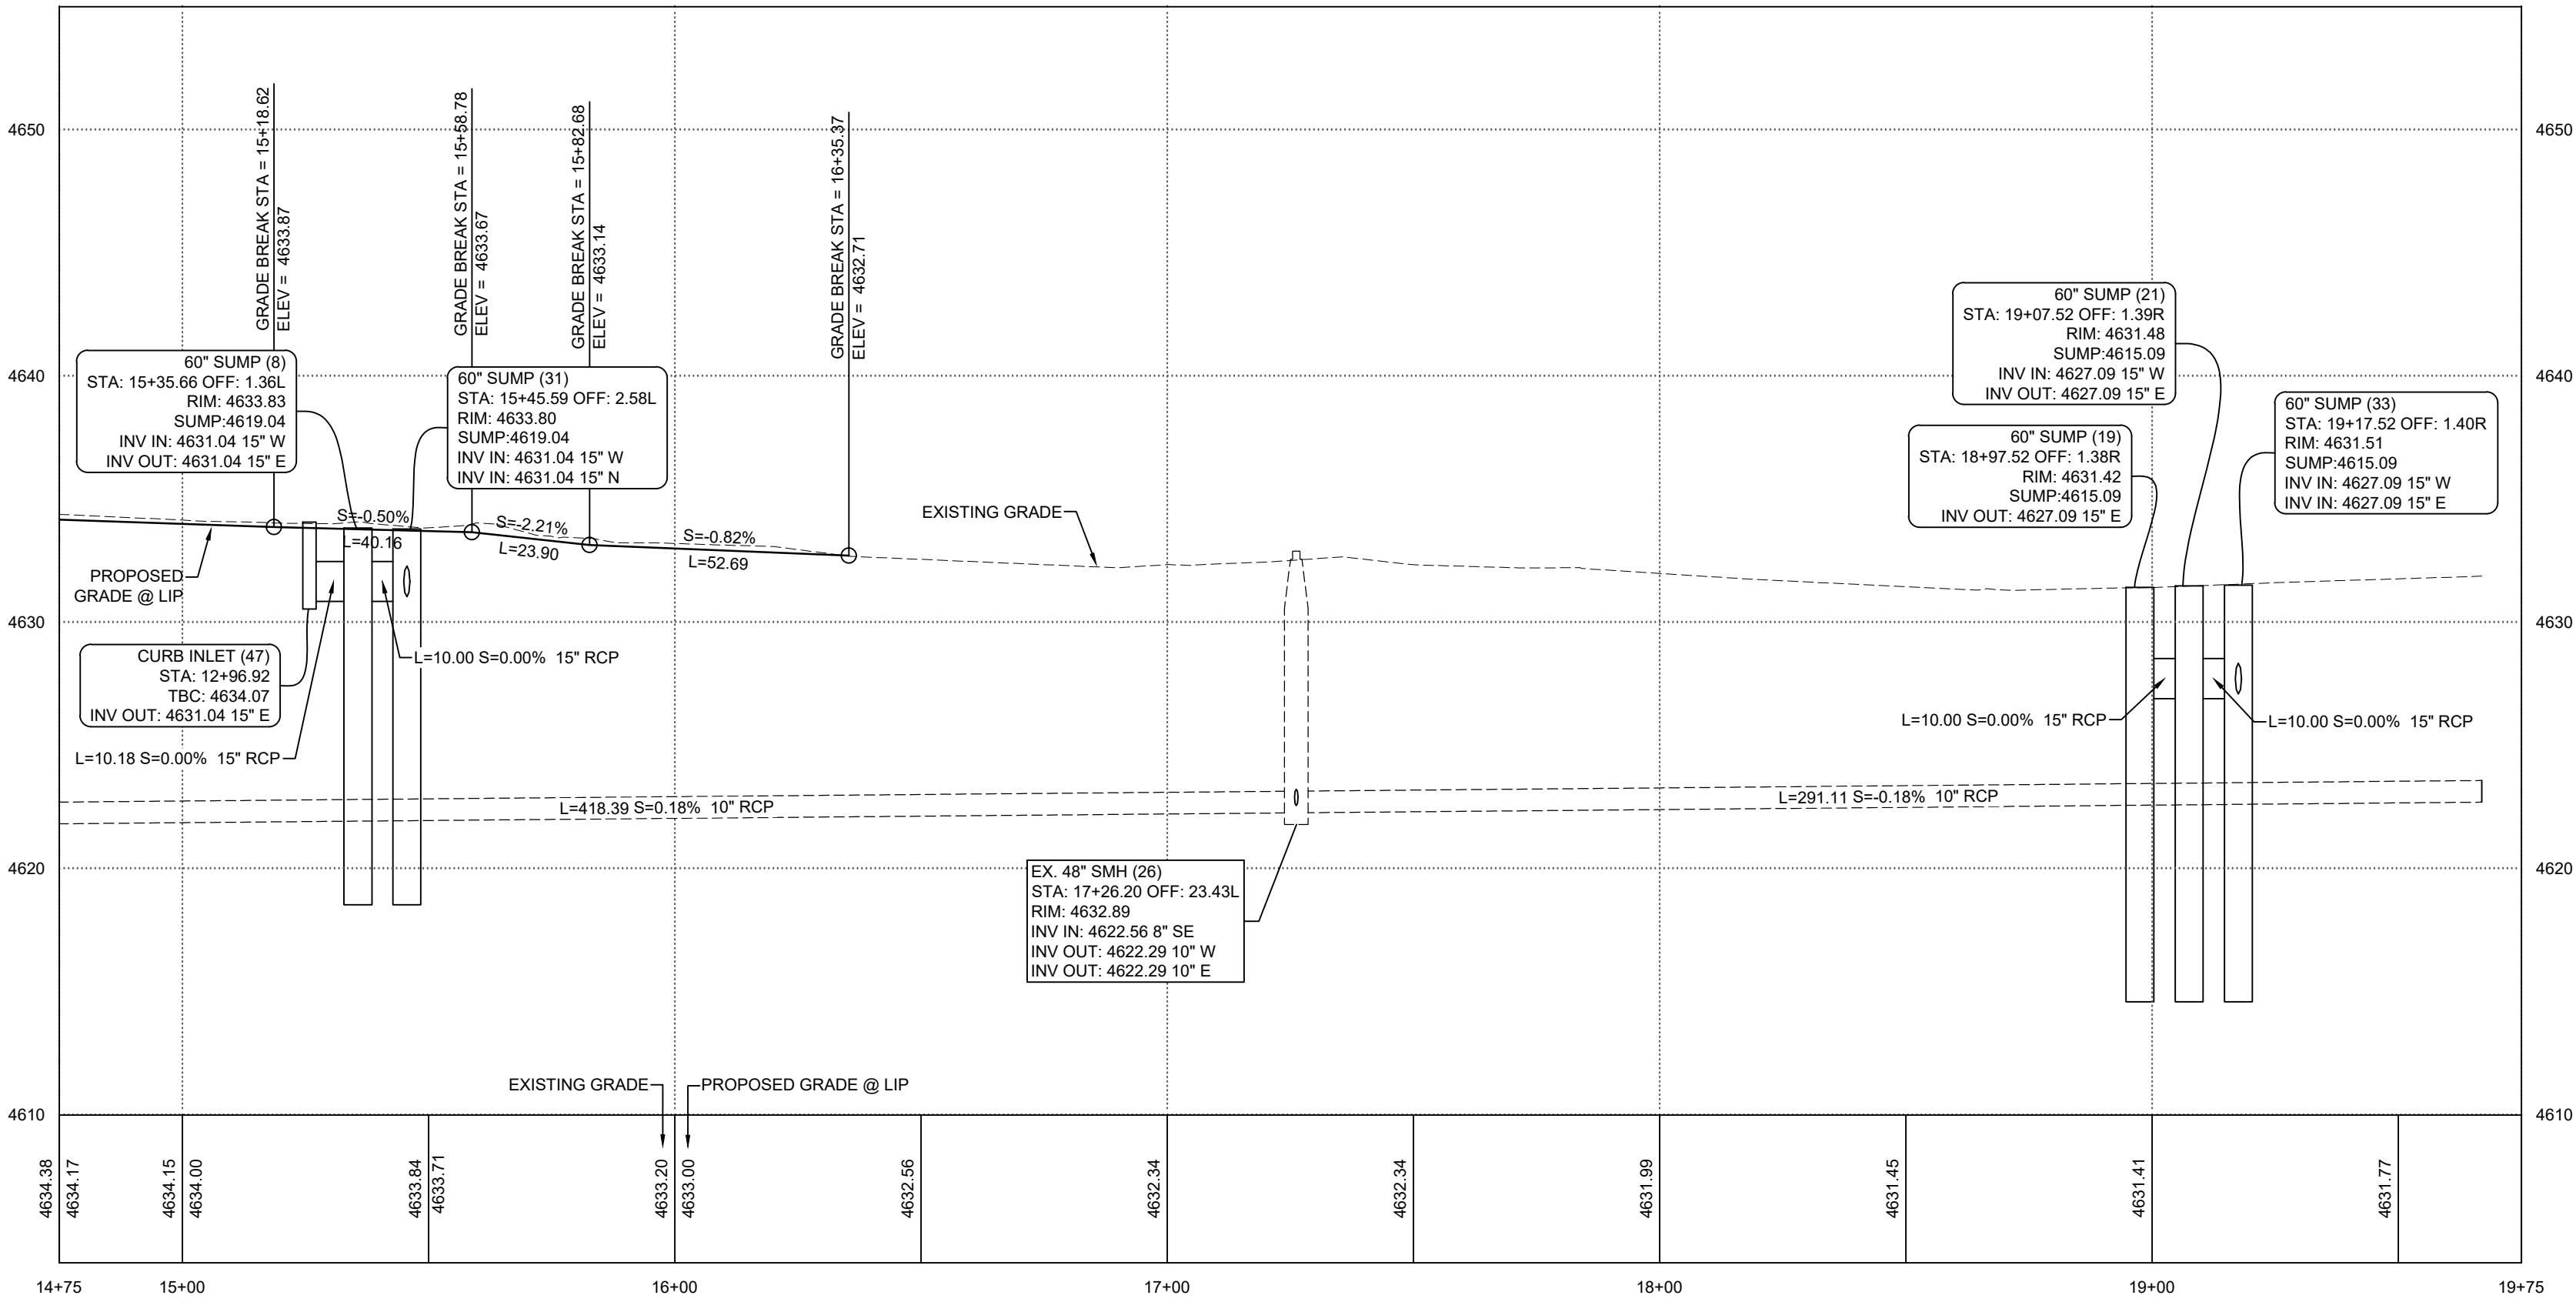 GRADE BREAK STA = 15+18.62
ELEV = 4633.87
GRADE BREAK STA = 15+58.78
ELEV = 4633.67
GRADE BREAK STA = 15+82.68
ELEV = 4633.14
GRADE BREAK STA = 16+35.37
ELEV = 4632.71
4650
4650
4640
4640
4630
4630
4620
4620
4610
4610
60" SUMP (8)
STA: 15+35.66 OFF: 1.36L
RIM: 4633.83
SUMP:4619.04
INV IN: 4631.04 15" W
INV OUT: 4631.04 15" E
60" SUMP (31)
STA: 15+45.59 OFF: 2.58L
RIM: 4633.80
SUMP:4619.04
INV IN: 4631.04 15" W
INV IN: 4631.04 15" N
60" SUMP (21)
STA: 19+07.52 OFF: 1.39R
RIM: 4631.48
SUMP:4615.09
INV IN: 4627.09 15" W
INV OUT: 4627.09 15" E
60" SUMP (19)
STA: 18+97.52 OFF: 1.38R
RIM: 4631.42
SUMP:4615.09
INV OUT: 4627.09 15" E
60" SUMP (33)
STA: 19+17.52 OFF: 1.40R
RIM: 4631.51
SUMP:4615.09
INV IN: 4627.09 15" W
INV IN: 4627.09 15" E
S=-0.50%
L=40.16
S=-2.21%
L=23.90
S=-0.82%
L=52.69
EXISTING GRADE
PROPOSED
GRADE @ LIP
CURB INLET (47)
STA: 12+96.92
TBC: 4634.07
INV OUT: 4631.04 15" E
L=10.00 S=0.00% 15" RCP
L=10.18 S=0.00% 15" RCP
L=10.00 S=0.00% 15" RCP
L=10.00 S=0.00% 15" RCP
L=418.39 S=0.18% 10" RCP
L=291.11 S=-0.18% 10" RCP
EX. 48" SMH (26)
STA: 17+26.20 OFF: 23.43L
RIM: 4632.89
INV IN: 4622.56 8" SE
INV OUT: 4622.29 10" W
INV OUT: 4622.29 10" E
EXISTING GRADE
PROPOSED GRADE @ LIP
4634.38
4634.17
4634.15
4634.00
4633.84
4633.71
4633.20
4633.00
4632.56
4632.34
4632.34
4631.99
4631.45
4631.41
4631.77
14+75
15+00
16+00
17+00
18+00
19+00
19+75